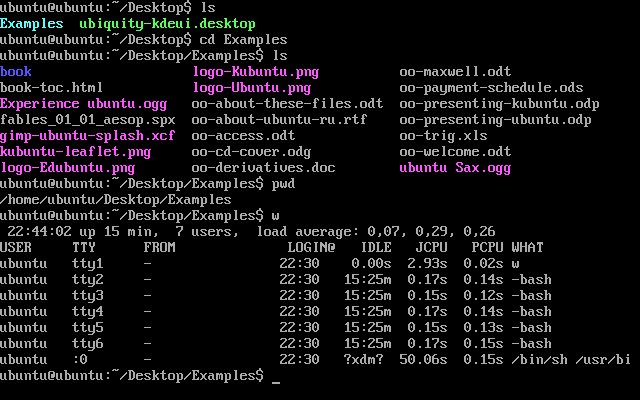 ubuntu@ubuntu:~/Desktop$ ls
Examples  ubiquity-kdeui.desktop
ubuntu@ubuntu:~/Desktop$ cd Examples
ubuntu@ubuntu:~/Desktop/Examples$ ls
book                    logo-Kubuntu.png          oo-maxwell.odt
book-toc.html           logo-Ubuntu.png           oo-payment-schedule.ods
Experience ubuntu.ogg   oo-about-these-files.odt  oo-presenting-kubuntu.odp
fables_01_01_aesop.spx  oo-about-ubuntu-ru.rtf    oo-presenting-ubuntu.odp
gimp-ubuntu-splash.xcf  oo-access.odt             oo-trig.xls
kubuntu-leaflet.png     oo-cd-cover.odg           oo-welcome.odt
logo-Edubuntu.png       oo-derivatives.doc        ubuntu Sax.ogg
ubuntu@ubuntu:~/Desktop/Examples$ pwd
/home/ubuntu/Desktop/Examples
ubuntu@ubuntu:~/Desktop/Examples$ w
 22:44:02 up 15 min,  7 users,  load average: 0,07, 0,29, 0,26
USER     TTY      FROM              LOGIN@   IDLE   JCPU   PCPU WHAT
ubuntu   tty1     -                22:30    0.00s  2.93s  0.02s w
ubuntu   tty2     -                22:30   15:25m  0.17s  0.14s -bash
ubuntu   tty3     -                22:30   15:25m  0.15s  0.12s -bash
ubuntu   tty4     -                22:30   15:25m  0.17s  0.14s -bash
ubuntu   tty5     -                22:30   15:25m  0.15s  0.13s -bash
ubuntu   tty6     -                22:30   15:25m  0.17s  0.14s -bash
ubuntu   :0       -                22:30   ?xdm?  50.06s  0.15s /bin/sh /usr/bi
ubuntu@ubuntu:~/Desktop/Examples$ _